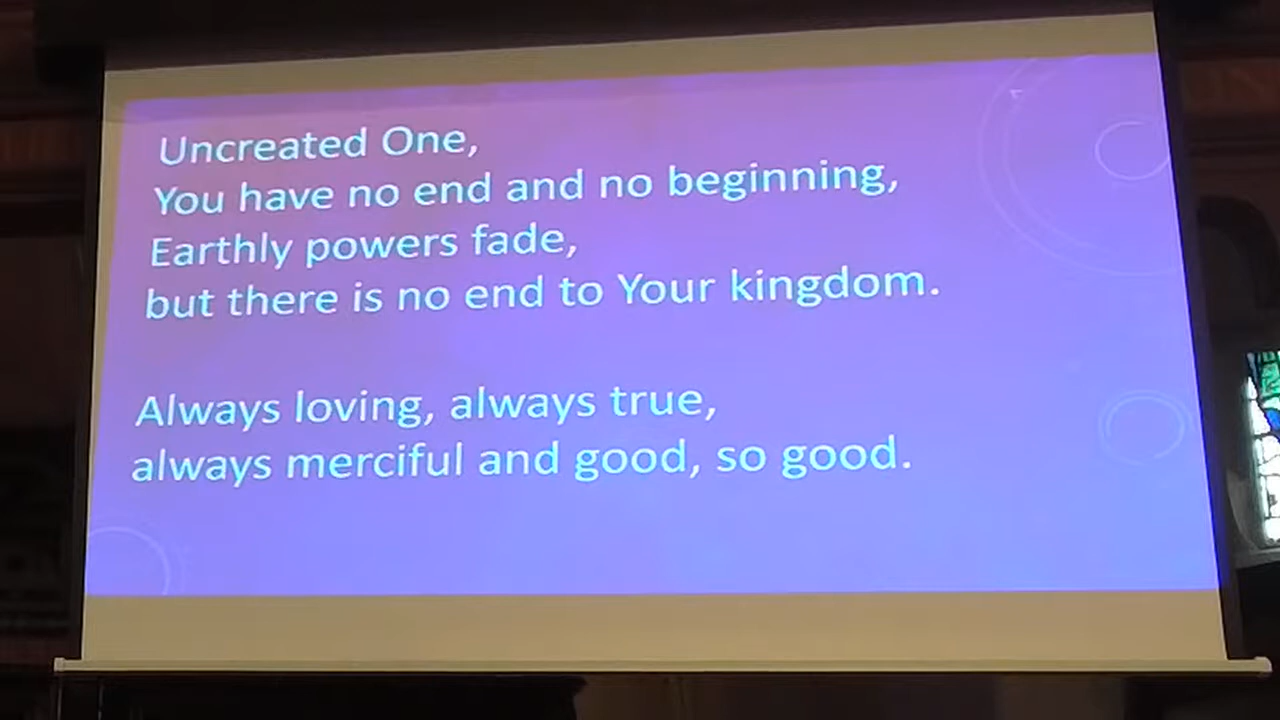 Uncreated One,
You have no end and no beginning,
Earthly powers fade,
but there is no end to Your kingdom.
Always loving, always true,
always merciful and good, so good.